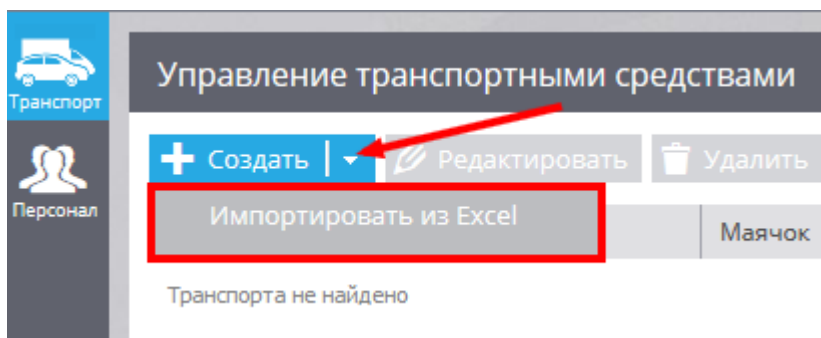 Транспорт
Персонал
Управление транспортными средствами
Создать
Редактировать
Удалить
Импортировать из Excel
Маячок
Транспорта не найдено